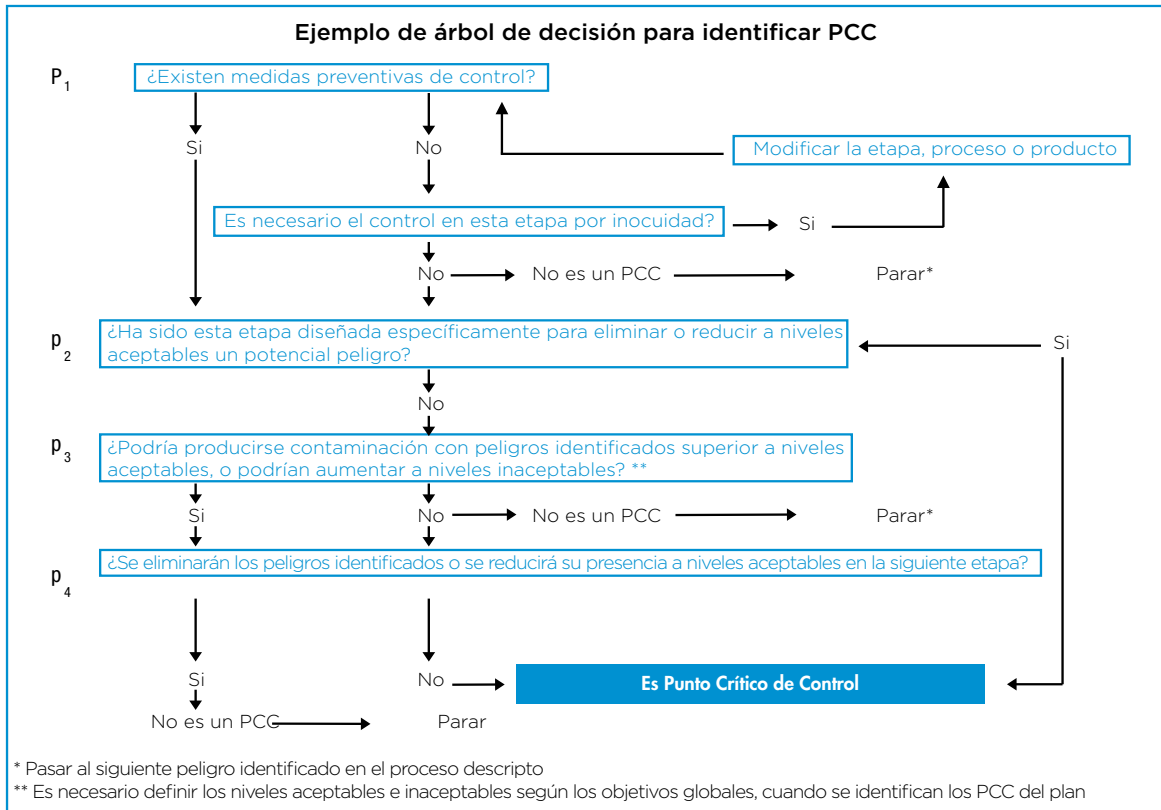 Ejemplo de árbol de decisión para identificar PCC
P1
¿Existen medidas preventivas de control?
Si
No
Modificar la etapa, proceso o producto
Es necesario el control en esta etapa por inocuidad?
Si
No
No es un PCC
Parar*
p2
¿Ha sido esta etapa diseñada específicamente para eliminar o reducir a niveles
aceptables un potencial peligro?
Si
No
p3
¿Podría producirse contaminación con peligros identificados superior a niveles
aceptables, o podrían aumentar a niveles inaceptables? **
Si
No
No es un PCC
Parar*
p4
¿Se eliminarán los peligros identificados o se reducirá su presencia a niveles aceptables en la siguiente etapa?
Si
No
Es Punto Crítico de Control
No es un PCC
Parar
* Pasar al siguiente peligro identificado en el proceso descripto
** Es necesario definir los niveles aceptables e inaceptables según los objetivos globales, cuando se identifican los PCC del plan